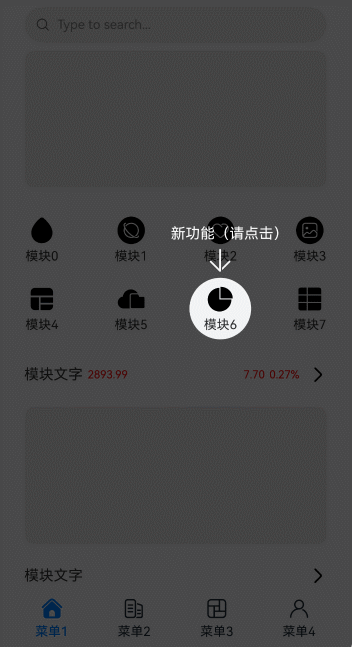 Type to search...
新功能（请点击）
模块0 模块1 模块2 模块3
模块4 模块5 模块6 模块7
模块文字 2893.99 7.70 0.27%
模块文字
菜单1 菜单2 菜单3 菜单4